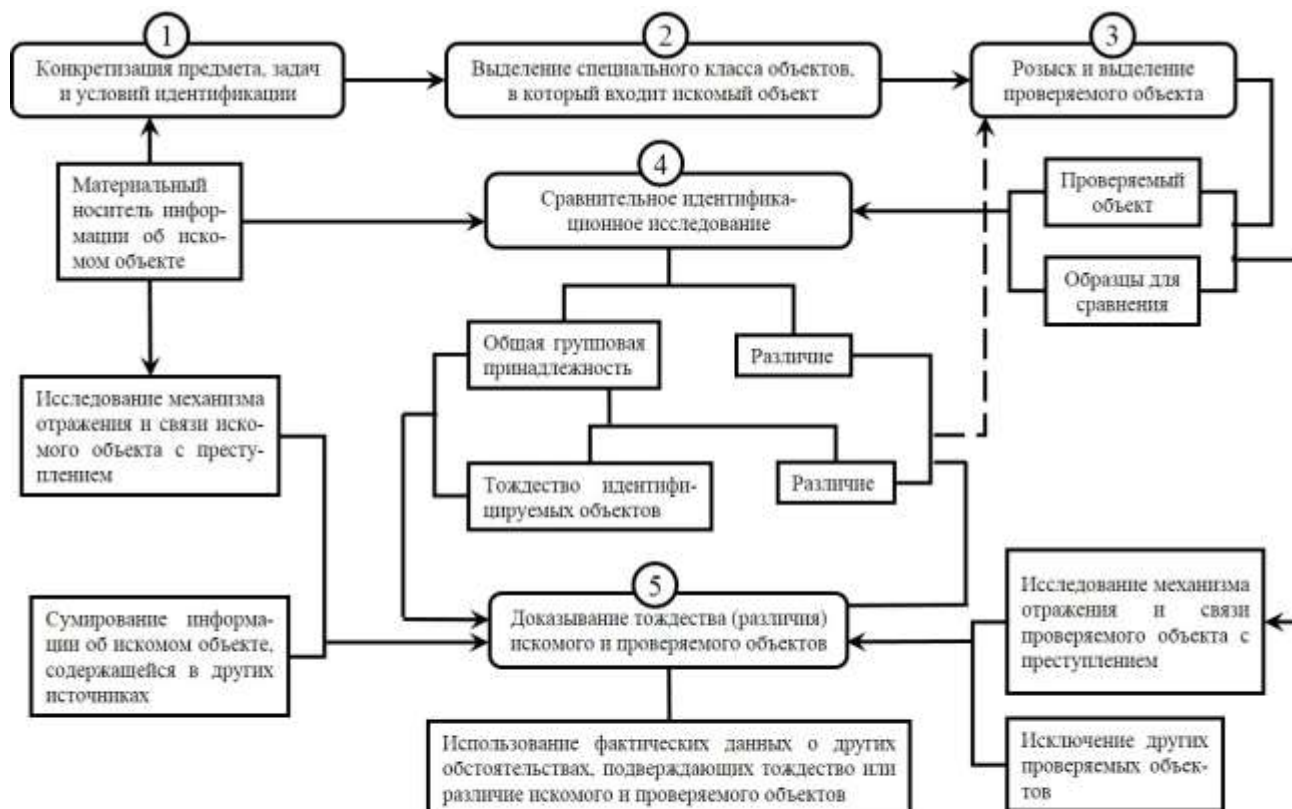 1
Конкретизация предмета, задач
и условий идентификации
2
Выделение специального класса объектов,
в который входит искомый объект
3
Розыск и выделение
проверяемого объекта
Материальный
носитель инфор-
мации об иско-
мом объекте
4
Сравнительное идентифика-
ционное исследование
Проверяемый
объект
Образцы для
сравнения
Общая групповая
принадлежность
Различие
Исследование механизма
отражения и связи иско-
мого объекта с престу-
плением
Тождество идентифи-
цируемых объектов
Различие
Сумирование информа-
ции об искомом объекте,
содержащейся в других
источниках
5
Доказывание тождества (различия)
искомого и проверяемого объектов
Исследование механизма
отражения и связи
проверяемого объекта с
преступлением
Использование фактических данных о других
обстоятельствах, подверждающих тождество или
различие искомого и проверяемого объектов
Исключение других
проверяемых объек-
тов